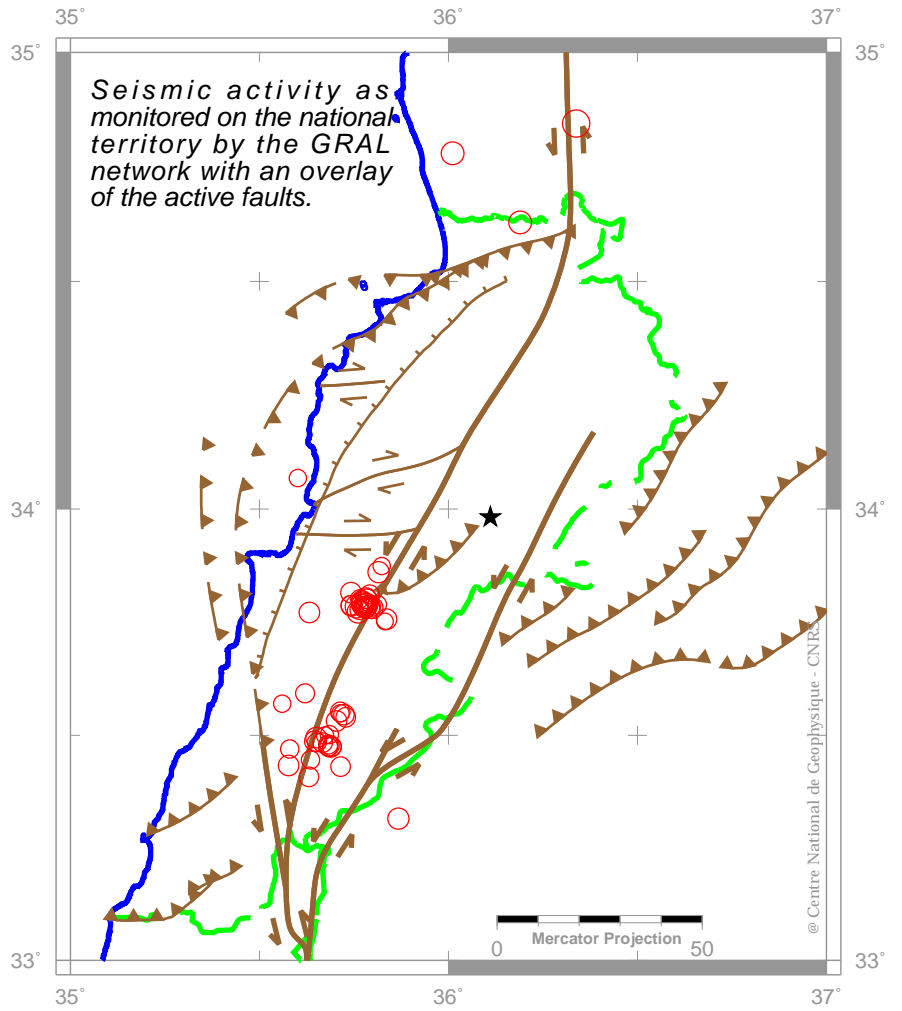 35° 36° 37°
35° 35°
Seismic activity as
monitored on the national
territory by the GRAL
network with an overlay
of the active faults.
34° 34°
@ Centre National de Geophysique - CNRS
Mercator Projection
0 50
33° 33°
35° 36° 37°